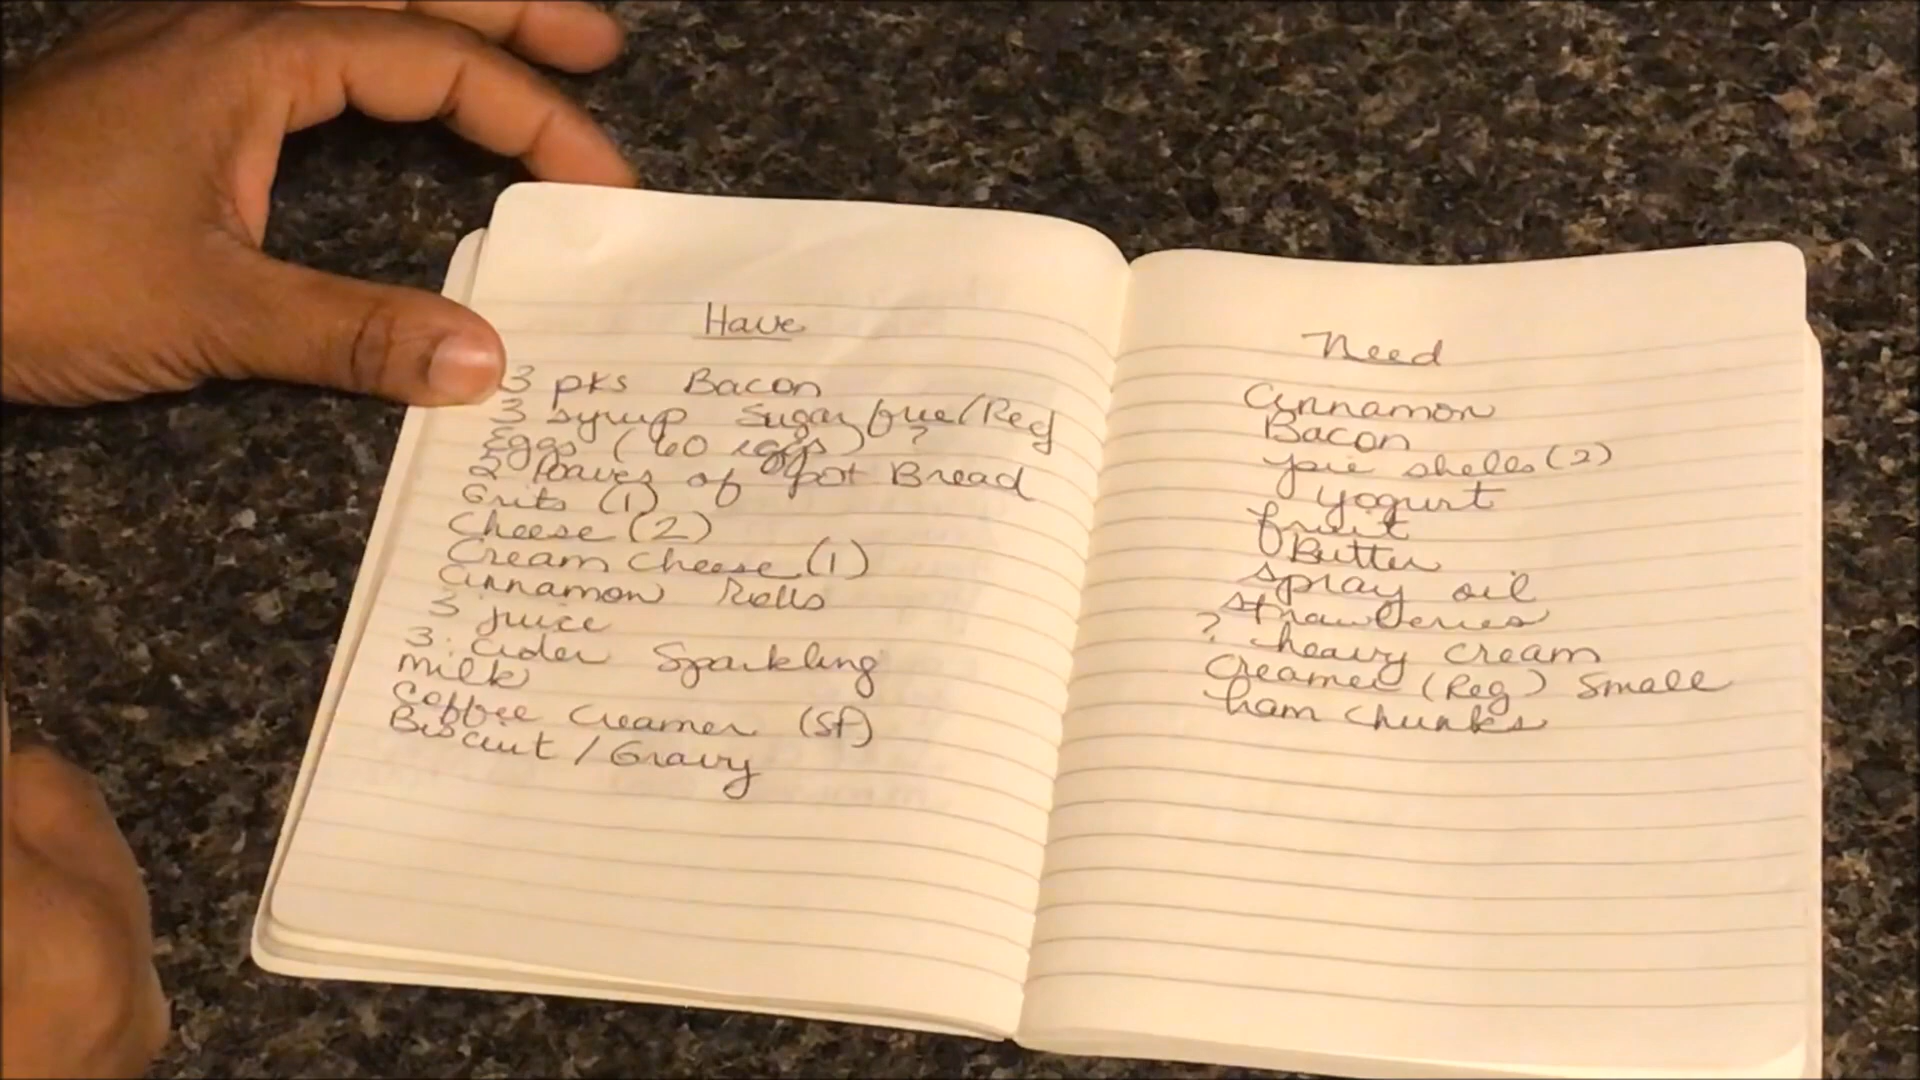 Have
3 pks Bacon
3 syrup Sugar free/Reg
Eggs (60 eggs) ?
2 loaves of Bread
Grits (1)
Cheese (2)
Cream Cheese (1)
Cinnamon Rolls
3 juice
3. Cider Sparkling
Milk
Coffee Creamer (Sf)
Biscuit / Gravy
Need
Cinnamon
Bacon
pie shells (2)
yogurt
fruit
Butter
spray oil
strawberries
? heavy cream
Creamer (Reg) Small
ham chunks